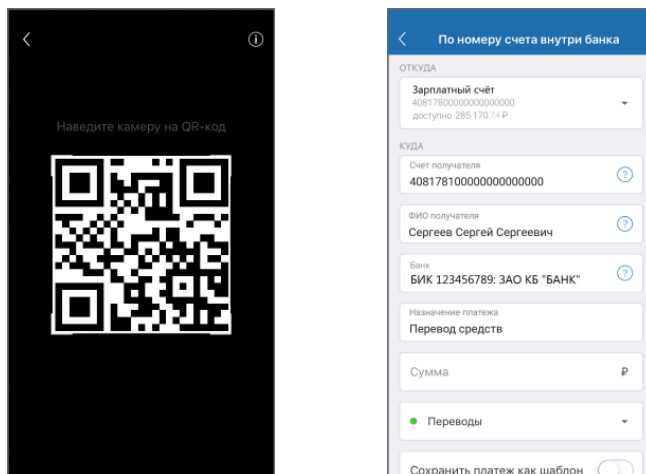 Наведите камеру на QR-код
По номеру счета внутри банка
ОТКУДА
Зарплатный счёт
40817800000000000000
доступно 285 170,74 ₽
КУДА
Счет получателя
408178100000000000000
ФИО получателя
Сергеев Сергей Сергеевич
Банк
БИК 123456789: ЗАО КБ "БАНК"
Назначение платежа
Перевод средств
Сумма ₽
Переводы
Сохранить платеж как шаблон